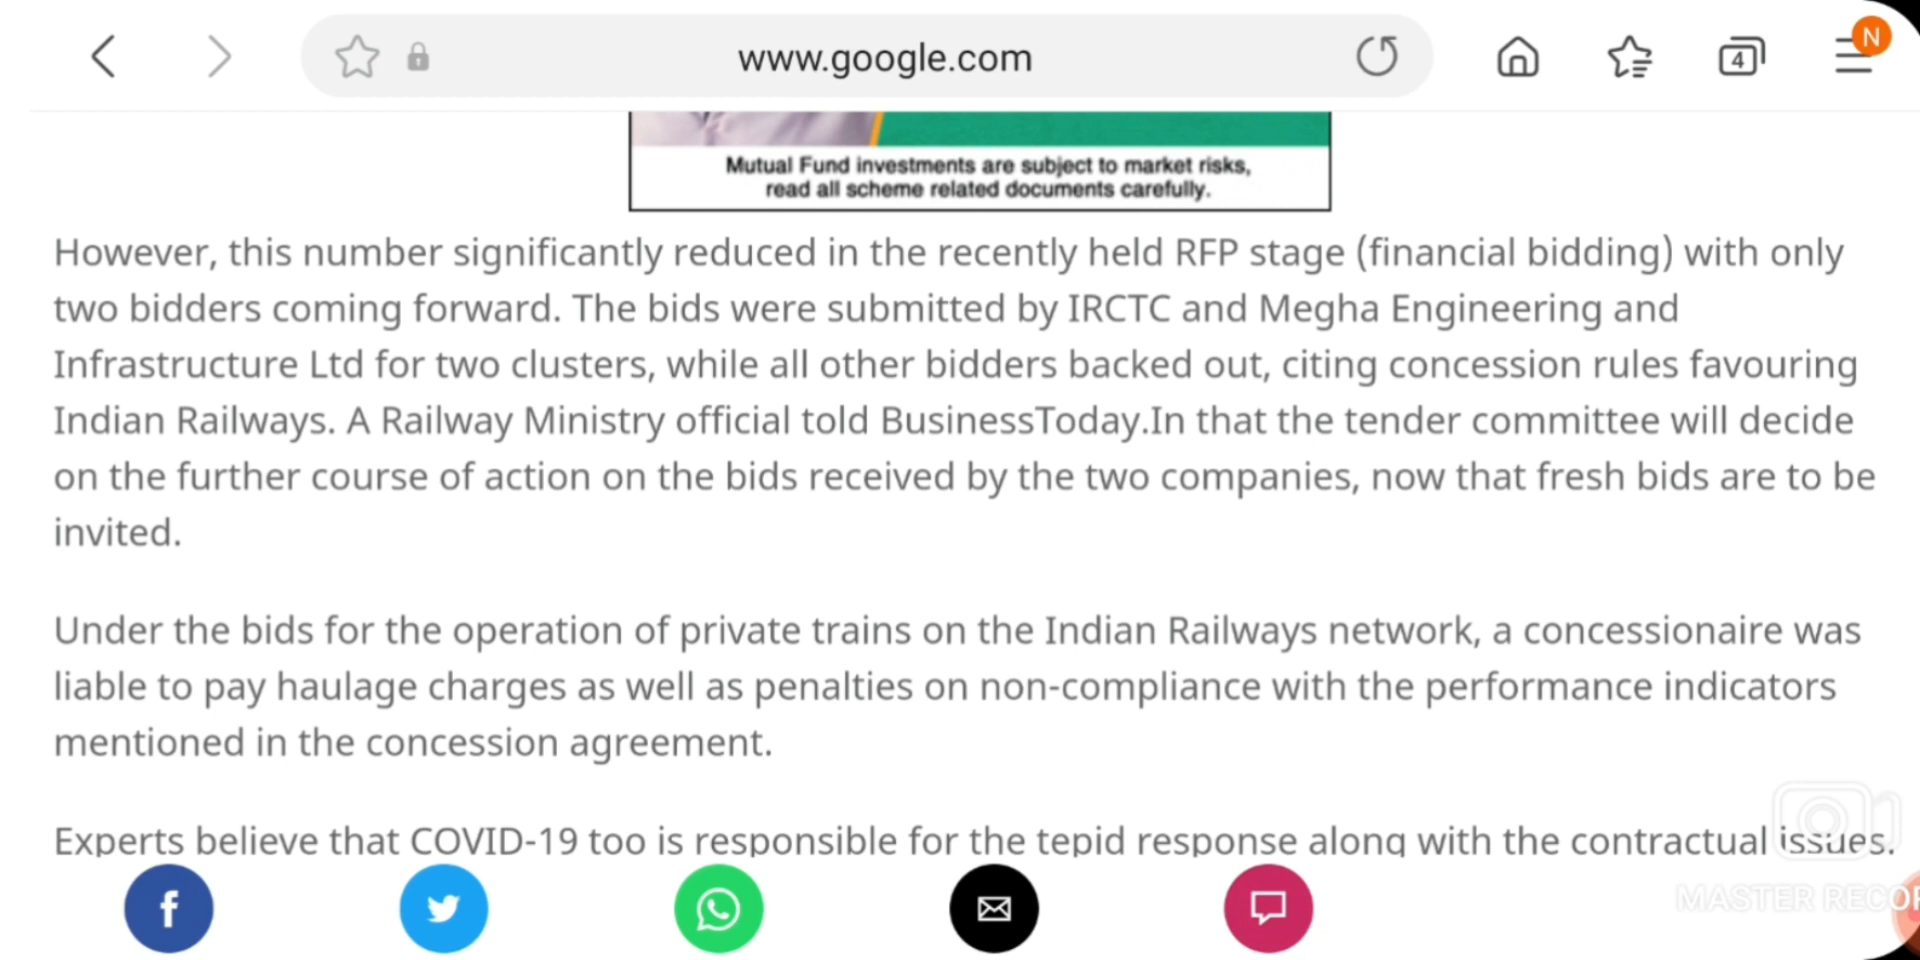 www.google.com
4
N
Mutual Fund investments are subject to market risks,
read all scheme related documents carefully.
However, this number significantly reduced in the recently held RFP stage (financial bidding) with only
two bidders coming forward. The bids were submitted by IRCTC and Megha Engineering and
Infrastructure Ltd for two clusters, while all other bidders backed out, citing concession rules favouring
Indian Railways. A Railway Ministry official told BusinessToday.In that the tender committee will decide
on the further course of action on the bids received by the two companies, now that fresh bids are to be
invited.
Under the bids for the operation of private trains on the Indian Railways network, a concessionaire was
liable to pay haulage charges as well as penalties on non-compliance with the performance indicators
mentioned in the concession agreement.
Experts believe that COVID-19 too is responsible for the tepid response along with the contractual issues.
MASTER RECOR
f